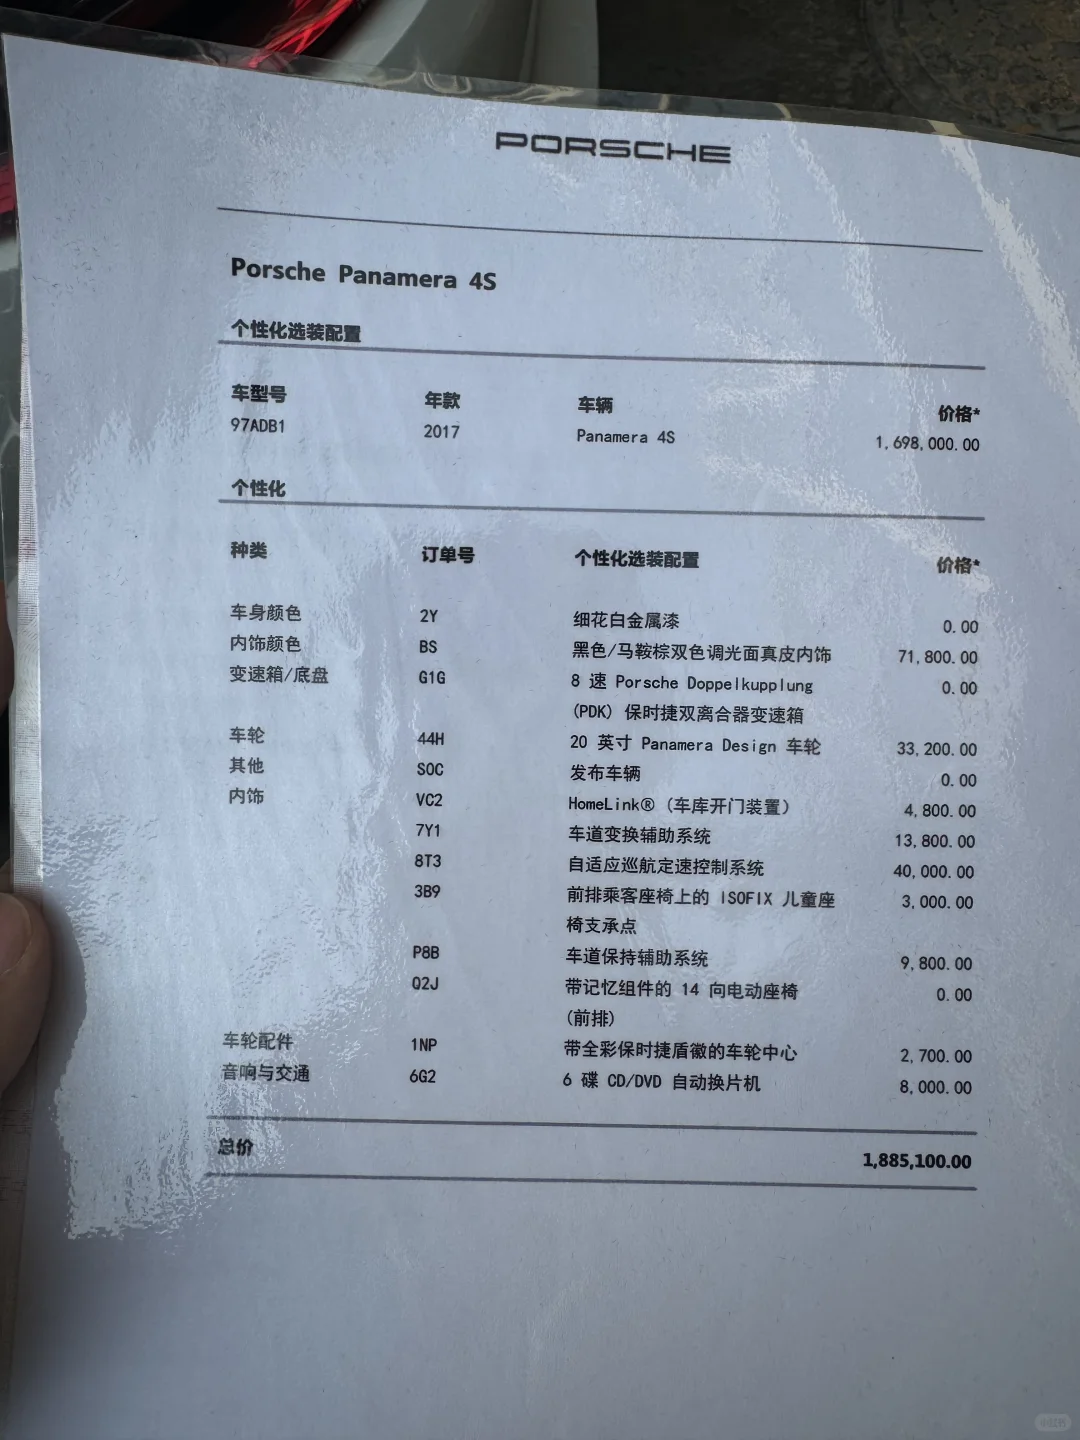 PORSCHE
Porsche Panamera 4S
个性化选装配置
车型号 年款 车辆 价格*
97ADB1 2017 Panamera 4S 1,698,000.00
个性化
种类 订单号 个性化选装配置 价格*
车身颜色 2Y 细花白金属漆 0.00
内饰颜色 BS 黑色/马鞍棕双色调光面真皮内饰 71,800.00
变速箱/底盘 G1G 8 速 Porsche Doppelkupplung 0.00
(PDK) 保时捷双离合器变速箱
车轮 44H 20 英寸 Panamera Design 车轮 33,200.00
其他 S0C 发布车辆 0.00
内饰 VC2 HomeLink® (车库开门装置) 4,800.00
7Y1 车道变换辅助系统 13,800.00
8T3 自适应巡航定速控制系统 40,000.00
3B9 前排乘客座椅上的 ISOFIX 儿童座 3,000.00
椅支承点
P8B 车道保持辅助系统 9,800.00
Q2J 带记忆组件的 14 向电动座椅 0.00
(前排)
车轮配件 1NP 带全彩保时捷盾徽的车轮中心 2,700.00
音响与交通 6G2 6 碟 CD/DVD 自动换片机 8,000.00
总价 1,885,100.00
小红书